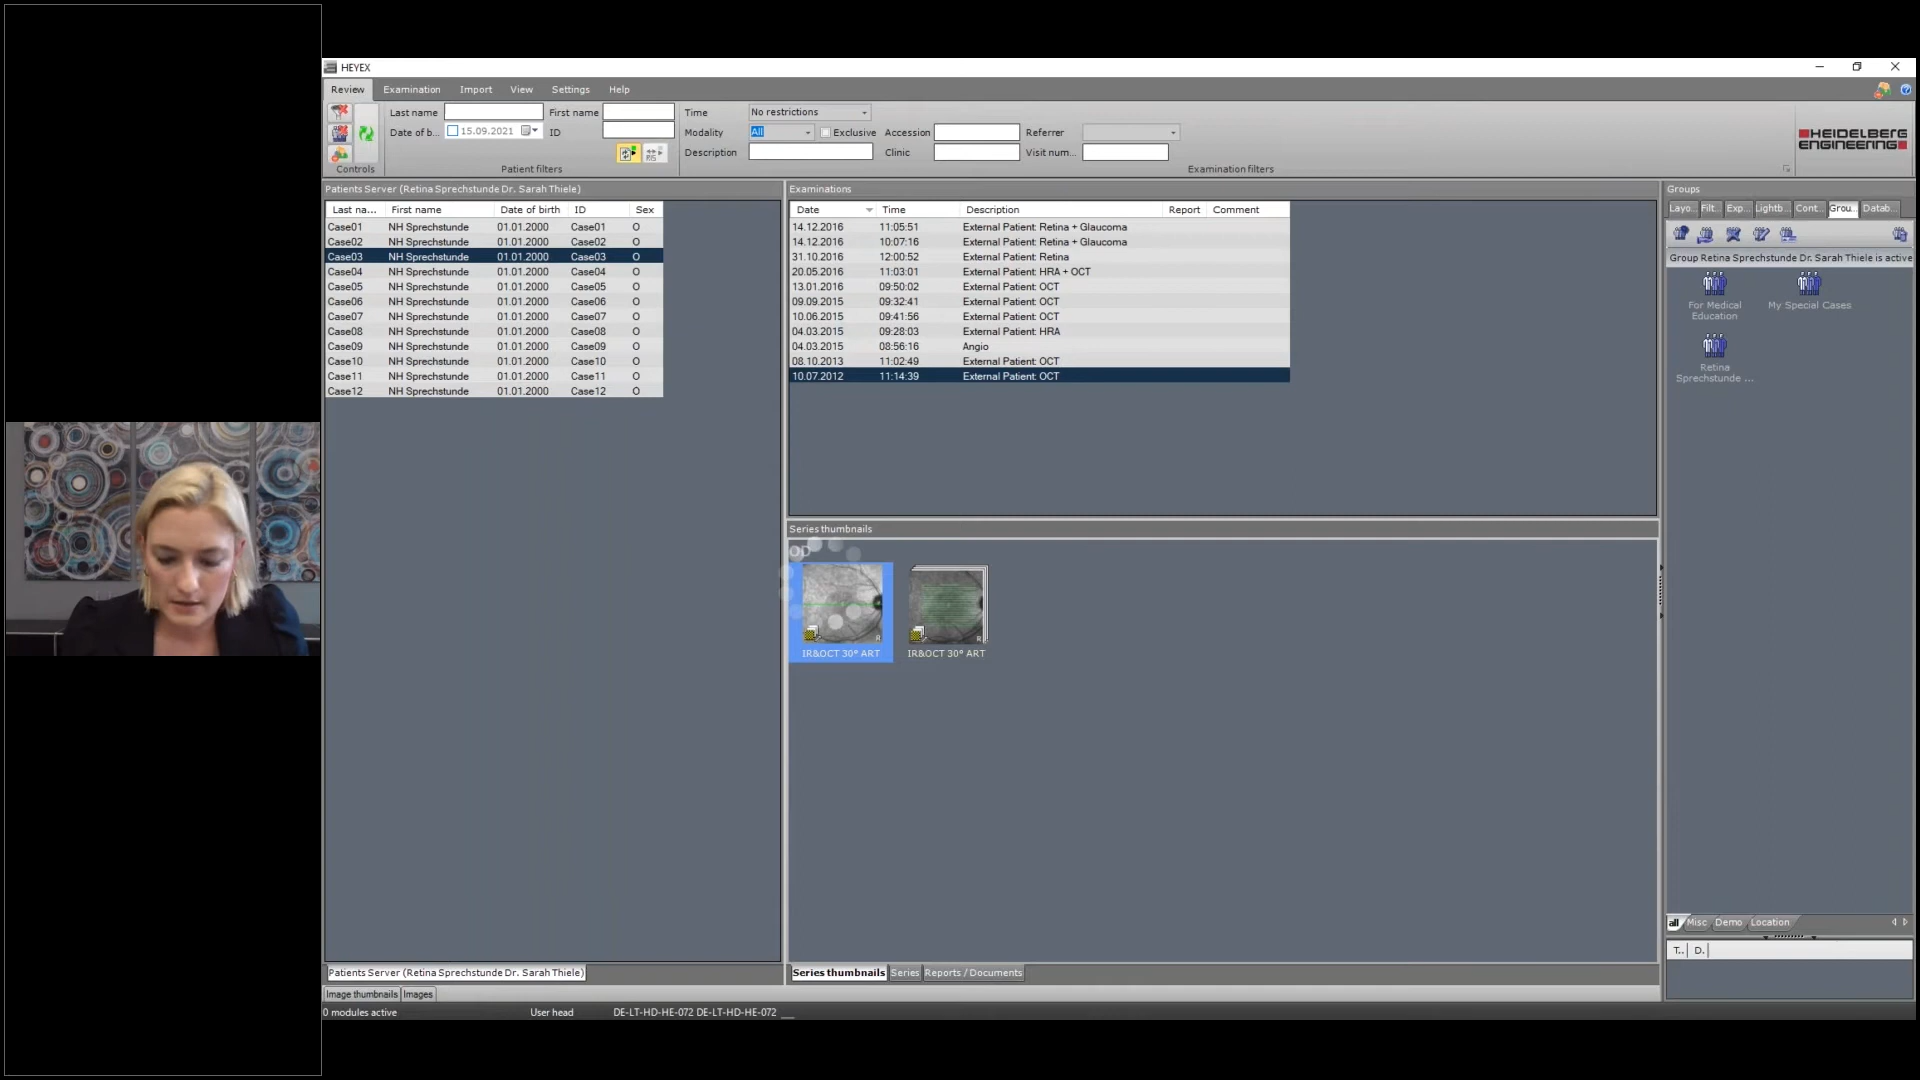 HEYEX
Review Examination Import View Settings Help
Last name First name Time No restrictions
Date of b... 15.09.2021 ID Modality All Exclusive Accession Referrer
Description Clinic Visit num...
Controls Patient filters Examination filters
HEIDELBERG
ENGINEERING
Patients Server (Retina Sprechstunde Dr. Sarah Thiele)
Last na... First name Date of birth ID Sex
Case01 NH Sprechstunde 01.01.2000 Case01 O
Case02 NH Sprechstunde 01.01.2000 Case02 O
Case03 NH Sprechstunde 01.01.2000 Case03 O
Case04 NH Sprechstunde 01.01.2000 Case04 O
Case05 NH Sprechstunde 01.01.2000 Case05 O
Case06 NH Sprechstunde 01.01.2000 Case06 O
Case07 NH Sprechstunde 01.01.2000 Case07 O
Case08 NH Sprechstunde 01.01.2000 Case08 O
Case09 NH Sprechstunde 01.01.2000 Case09 O
Case10 NH Sprechstunde 01.01.2000 Case10 O
Case11 NH Sprechstunde 01.01.2000 Case11 O
Case12 NH Sprechstunde 01.01.2000 Case12 O
Examinations
Date Time Description Report Comment
14.12.2016 11:05:51 External Patient: Retina + Glaucoma
14.12.2016 10:07:16 External Patient: Retina + Glaucoma
31.10.2016 12:00:52 External Patient: Retina
20.05.2016 11:03:01 External Patient: HRA + OCT
13.01.2016 09:50:02 External Patient: OCT
09.09.2015 09:32:41 External Patient: OCT
10.06.2015 09:41:56 External Patient: OCT
04.03.2015 09:28:03 External Patient: HRA
04.03.2015 08:56:16 Angio
08.10.2013 11:02:49 External Patient: OCT
10.07.2012 11:14:39 External Patient: OCT
Series thumbnails
OD
IR&OCT 30° ART IR&OCT 30° ART
Groups
Layo... Filt... Exp... Lightb... Cont... Grou... Datab...
Group Retina Sprechstunde Dr. Sarah Thiele is active
For Medical
Education
My Special Cases
Retina
Sprechstunde ...
all Misc Demo Location
T.. D.
Patients Server (Retina Sprechstunde Dr. Sarah Thiele)
Series thumbnails Series Reports / Documents
Image thumbnails Images
0 modules active User head DE-LT-HD-HE-072 DE-LT-HD-HE-072